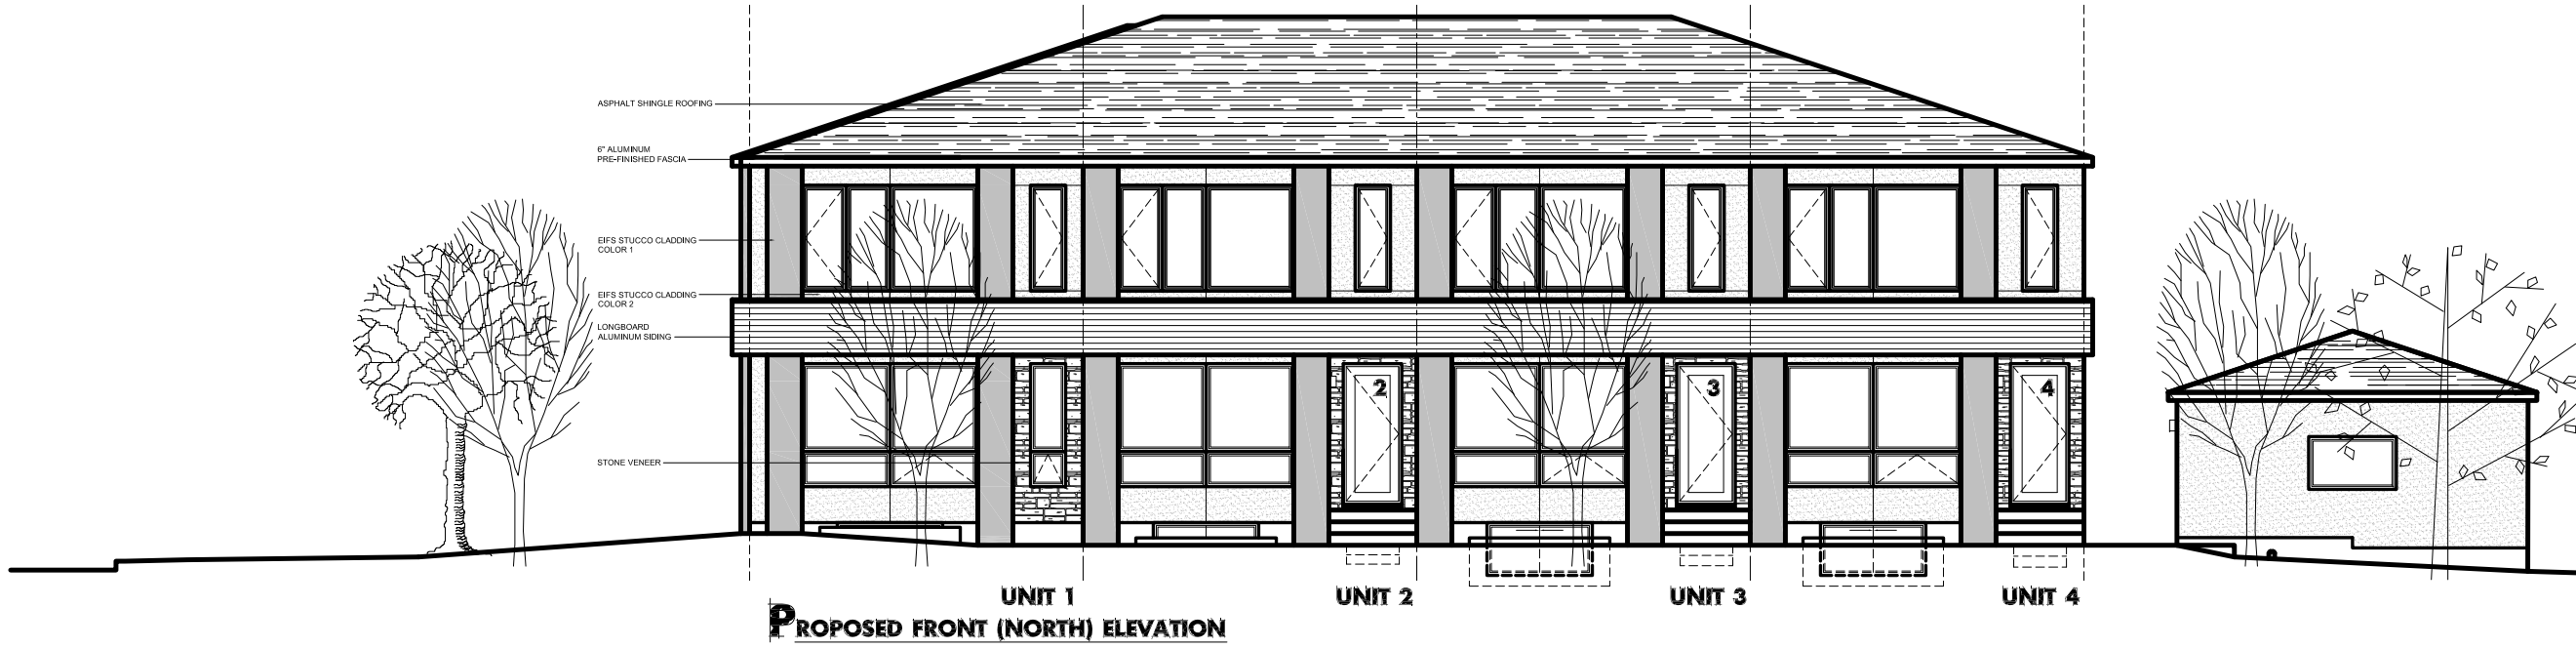 ASPHALT SHINGLE ROOFING
6" ALUMINUM
PRE-FINISHED FASCIA
EIFS STUCCO CLADDING
COLOR 1
EIFS STUCCO CLADDING
COLOR 2
LONGBOARD
ALUMINUM SIDING
2
3
4
STONE VENEER
UNIT 1
UNIT 2
UNIT 3
UNIT 4
PROPOSED FRONT (NORTH) ELEVATION